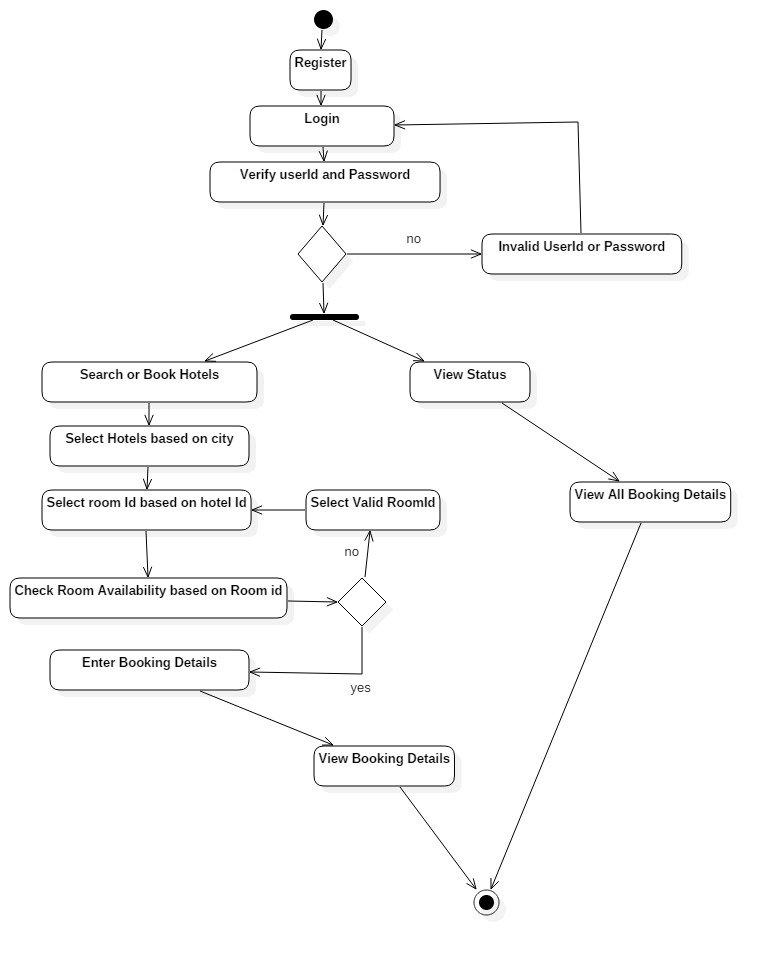 Register
Login
Verify userId and Password
no
Invalid UserId or Password
Search or Book Hotels
View Status
Select Hotels based on city
Select room Id based on hotel Id
Select Valid RoomId
View All Booking Details
no
Check Room Availability based on Room id
Enter Booking Details
yes
View Booking Details